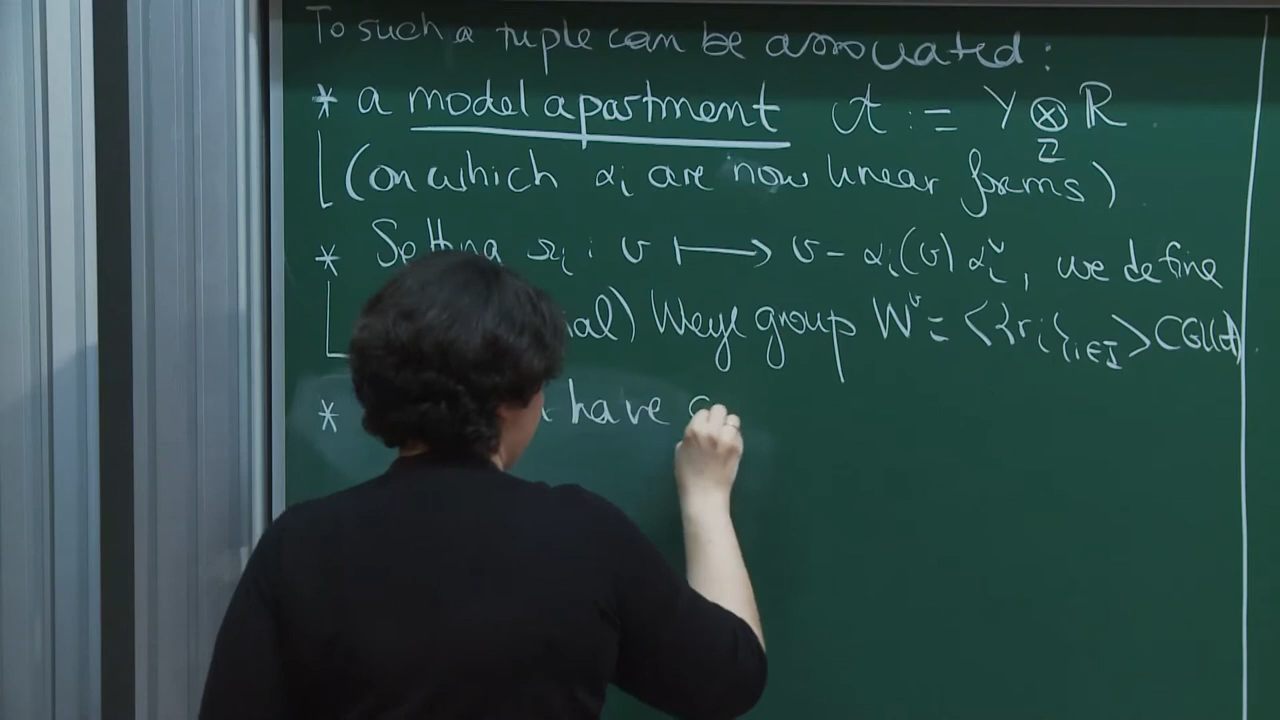 To such a tuple can be associated:
* a model apartment 𝒜 := Y ⊗_ℤ ℝ
(on which αᵢ are now linear forms)
* Setting rᵢ : v ⟼ v - αᵢ(v) αᵢ^∨, we define
Weyl group W^v = <{rᵢ}_{i∈I}> ⊂ GL(𝒜)
* have